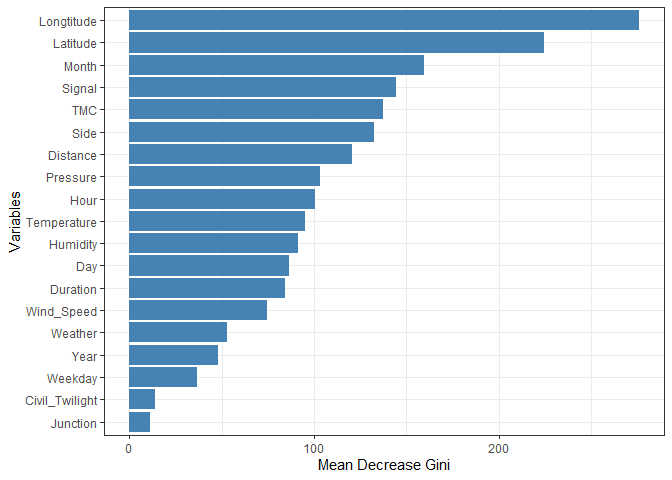 Longtitude
Latitude
Month
Signal
TMC
Side
Distance
Pressure
Hour
Temperature
Humidity
Day
Duration
Wind_Speed
Weather
Year
Weekday
Civil_Twilight
Junction
Variables
0 100 200
Mean Decrease Gini